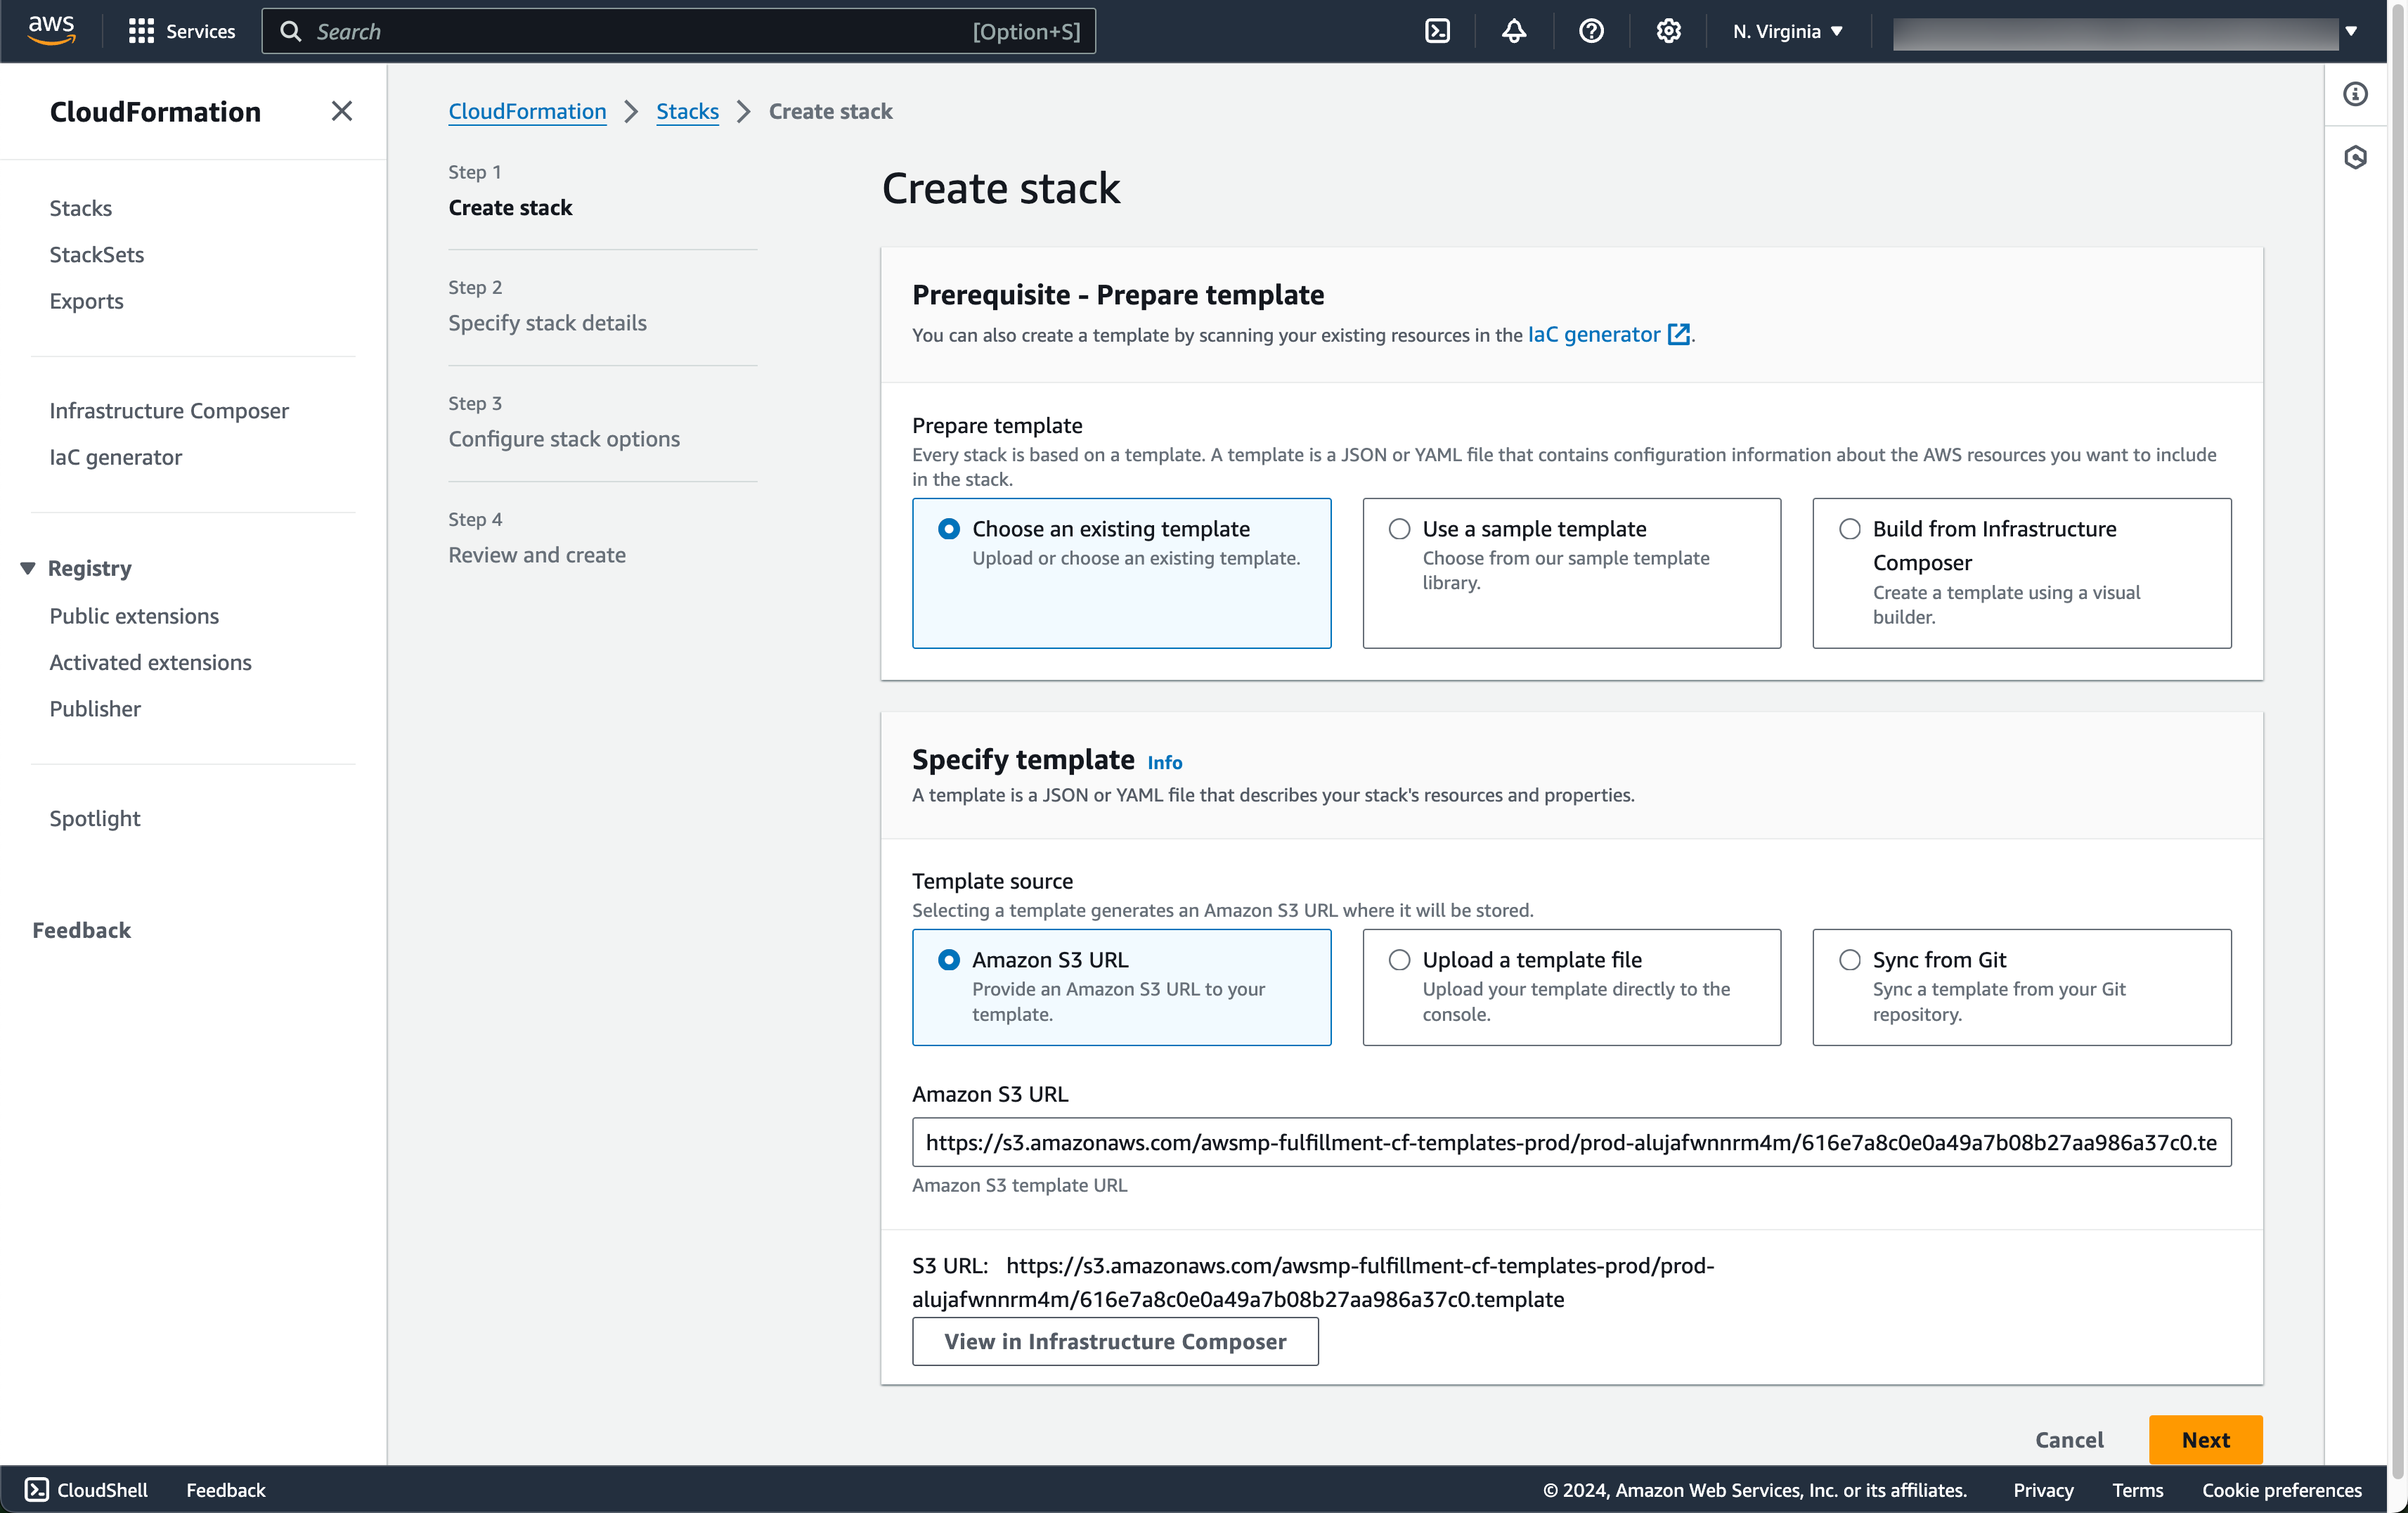 aws
Services
Search
[Option+S]
N. Virginia
CloudFormation
Stacks
StackSets
Exports
Infrastructure Composer
IaC generator
Registry
Public extensions
Activated extensions
Publisher
Spotlight
Feedback
CloudFormation
Stacks
Create stack
Step 1
Create stack
Step 2
Specify stack details
Step 3
Configure stack options
Step 4
Review and create
Create stack
Prerequisite - Prepare template
You can also create a template by scanning your existing resources in the IaC generator.
Prepare template
Every stack is based on a template. A template is a JSON or YAML file that contains configuration information about the AWS resources you want to include
in the stack.
Choose an existing template
Upload or choose an existing template.
Use a sample template
Choose from our sample template
library.
Build from Infrastructure
Composer
Create a template using a visual
builder.
Specify template Info
A template is a JSON or YAML file that describes your stack's resources and properties.
Template source
Selecting a template generates an Amazon S3 URL where it will be stored.
Amazon S3 URL
Provide an Amazon S3 URL to your
template.
Upload a template file
Upload your template directly to the
console.
Sync from Git
Sync a template from your Git
repository.
Amazon S3 URL
https://s3.amazonaws.com/awsmp-fulfillment-cf-templates-prod/prod-alujafwnnrm4m/616e7a8c0e0a49a7b08b27aa986a37c0.te
Amazon S3 template URL
S3 URL: https://s3.amazonaws.com/awsmp-fulfillment-cf-templates-prod/prod-
alujafwnnrm4m/616e7a8c0e0a49a7b08b27aa986a37c0.template
View in Infrastructure Composer
Cancel
Next
CloudShell
Feedback
© 2024, Amazon Web Services, Inc. or its affiliates.
Privacy
Terms
Cookie preferences